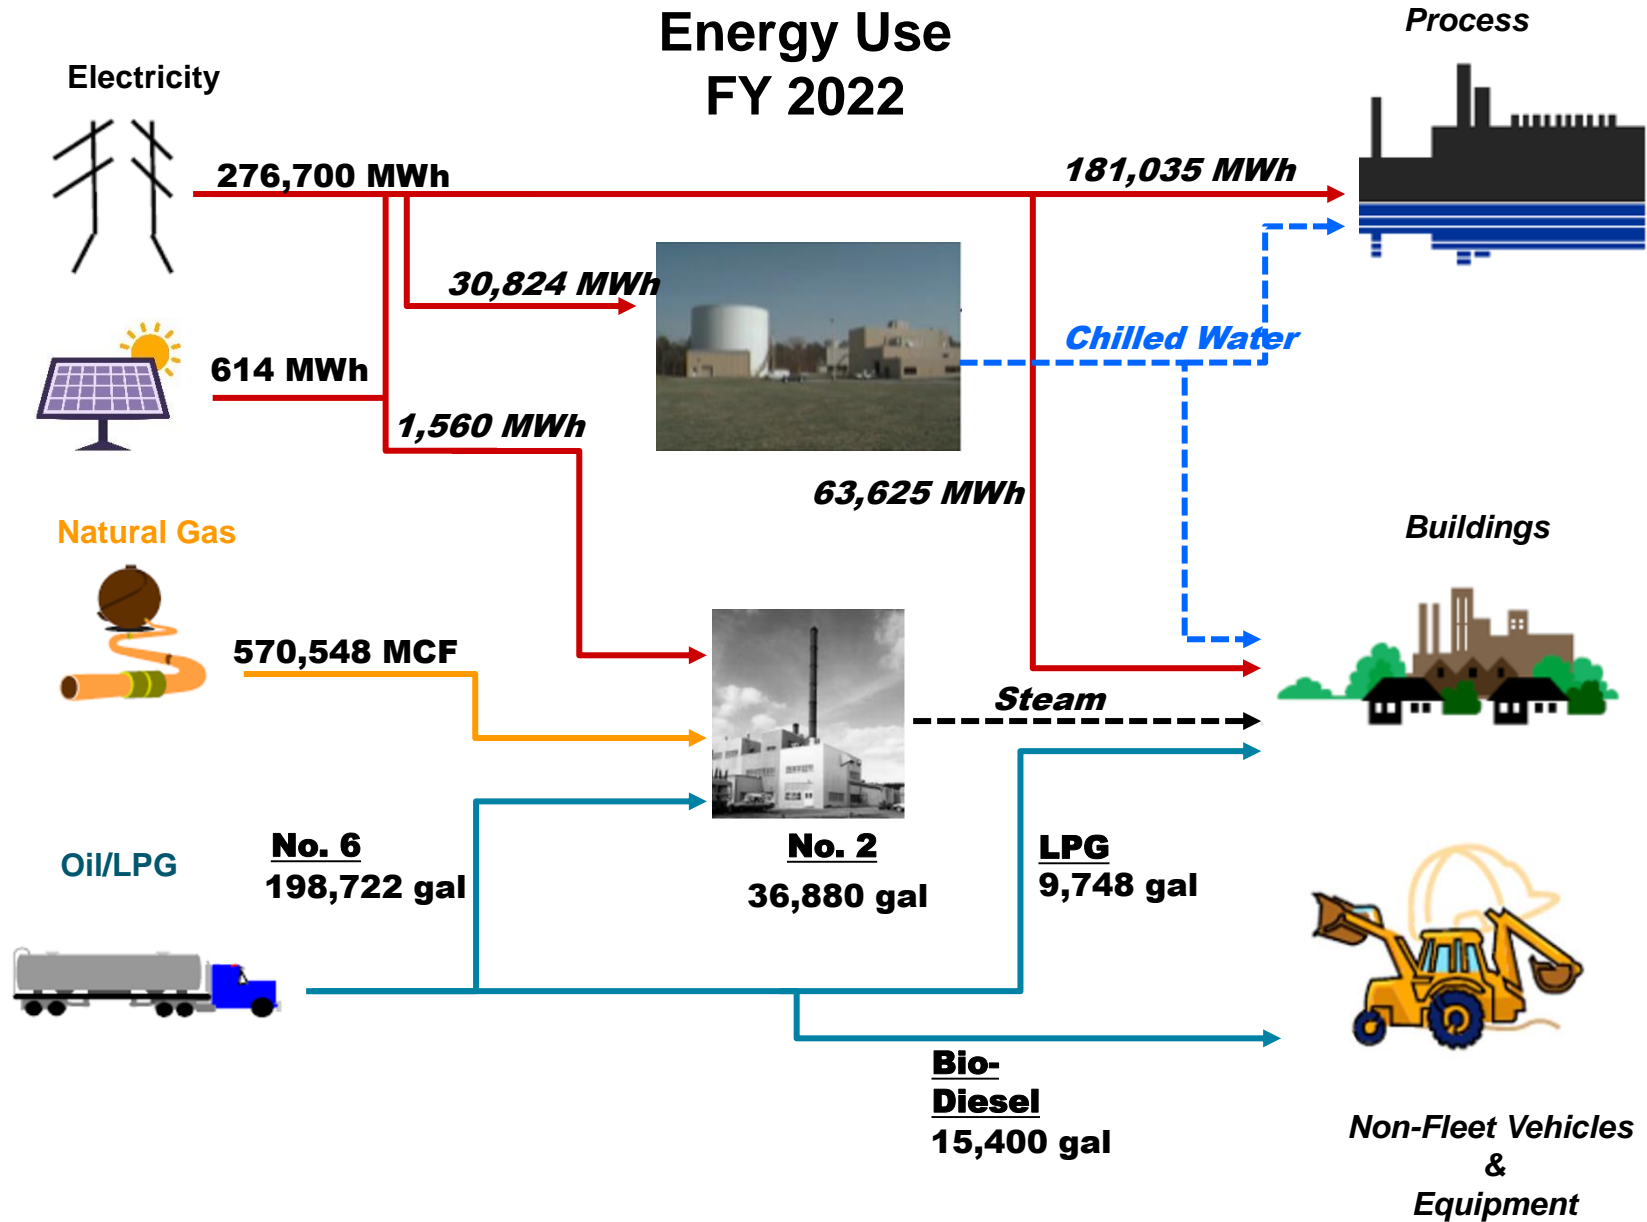 Energy Use
FY 2022
Process
Electricity
276,700 MWh
181,035 MWh
30,824 MWh
Chilled Water
614 MWh
1,560 MWh
63,625 MWh
Natural Gas
Buildings
570,548 MCF
Steam
Oil/LPG
No. 6
198,722 gal
No. 2
36,880 gal
LPG
9,748 gal
Bio-
Diesel
15,400 gal
Non-Fleet Vehicles
&
Equipment